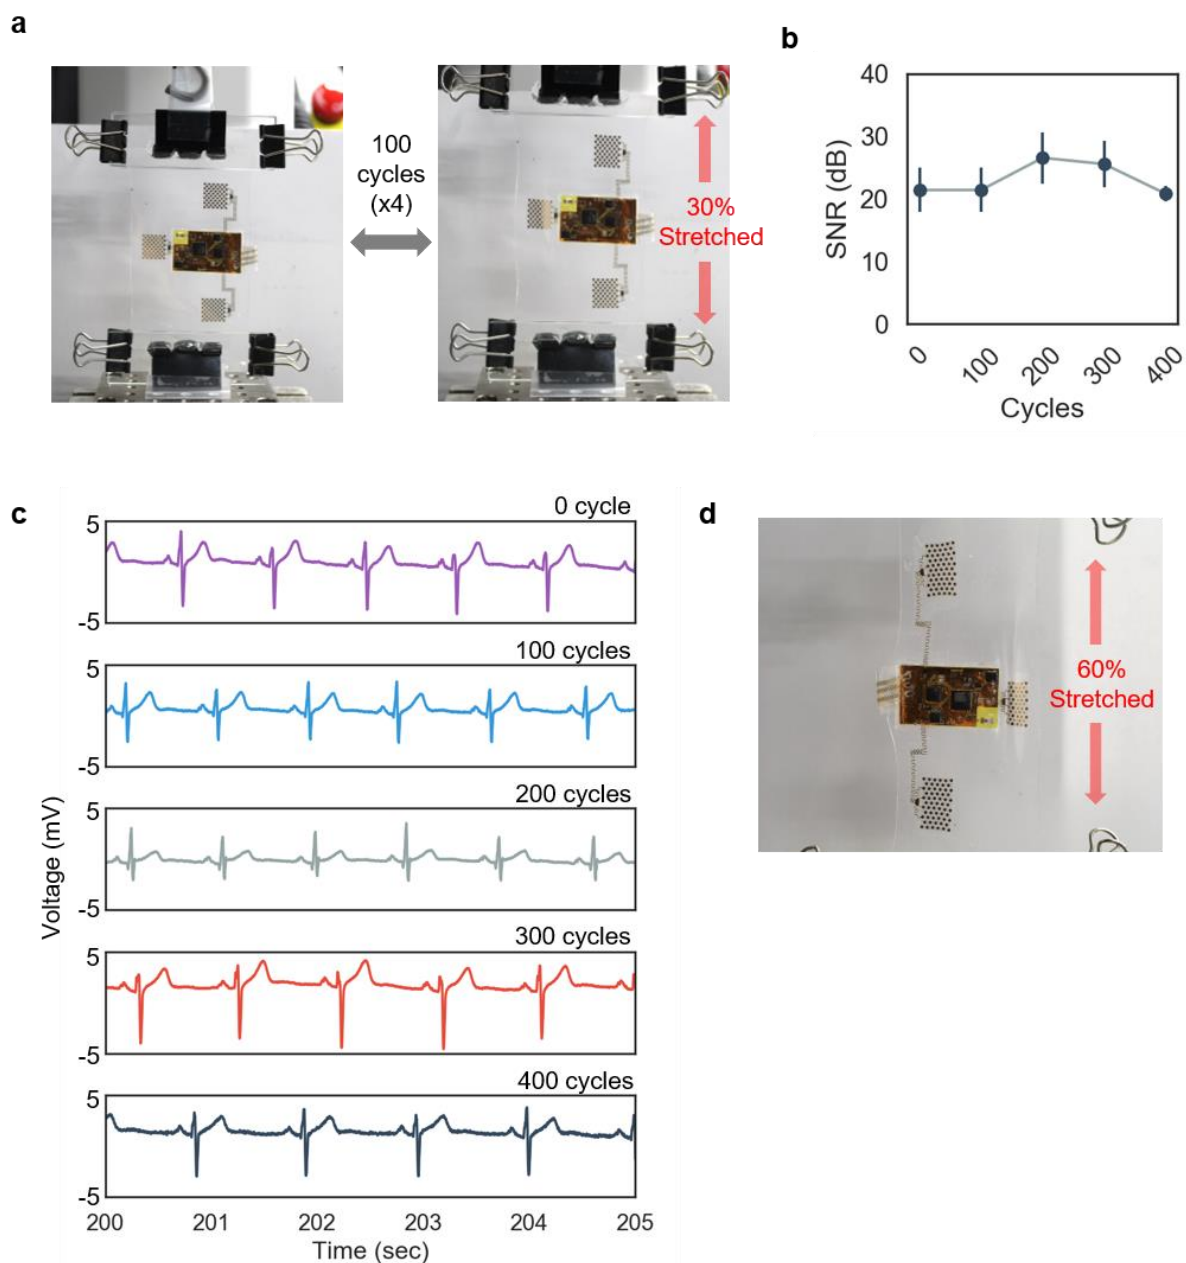 a
100
cycles
(x4)
30%
Stretched
b
40
30
20
10
0
SNR (dB)
0
100
200
300
400
Cycles
c
0 cycle
5
-5
100 cycles
5
-5
200 cycles
5
-5
300 cycles
5
-5
400 cycles
5
-5
Voltage (mV)
200
201
202
203
204
205
Time (sec)
d
60%
Stretched